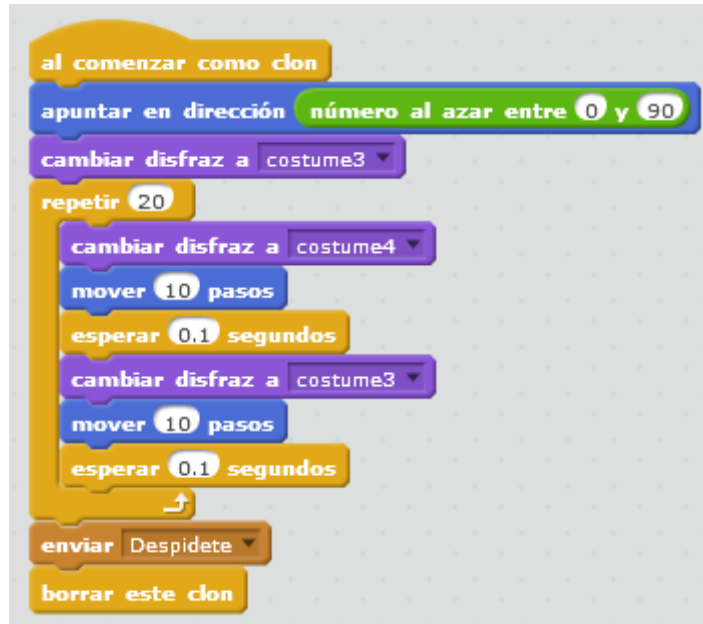 al comenzar como clon
apuntar en dirección número al azar entre 0 y 90
cambiar disfraz a costume3
repetir 20
cambiar disfraz a costume4
mover 10 pasos
esperar 0.1 segundos
cambiar disfraz a costume3
mover 10 pasos
esperar 0.1 segundos
enviar Despidete
borrar este clon